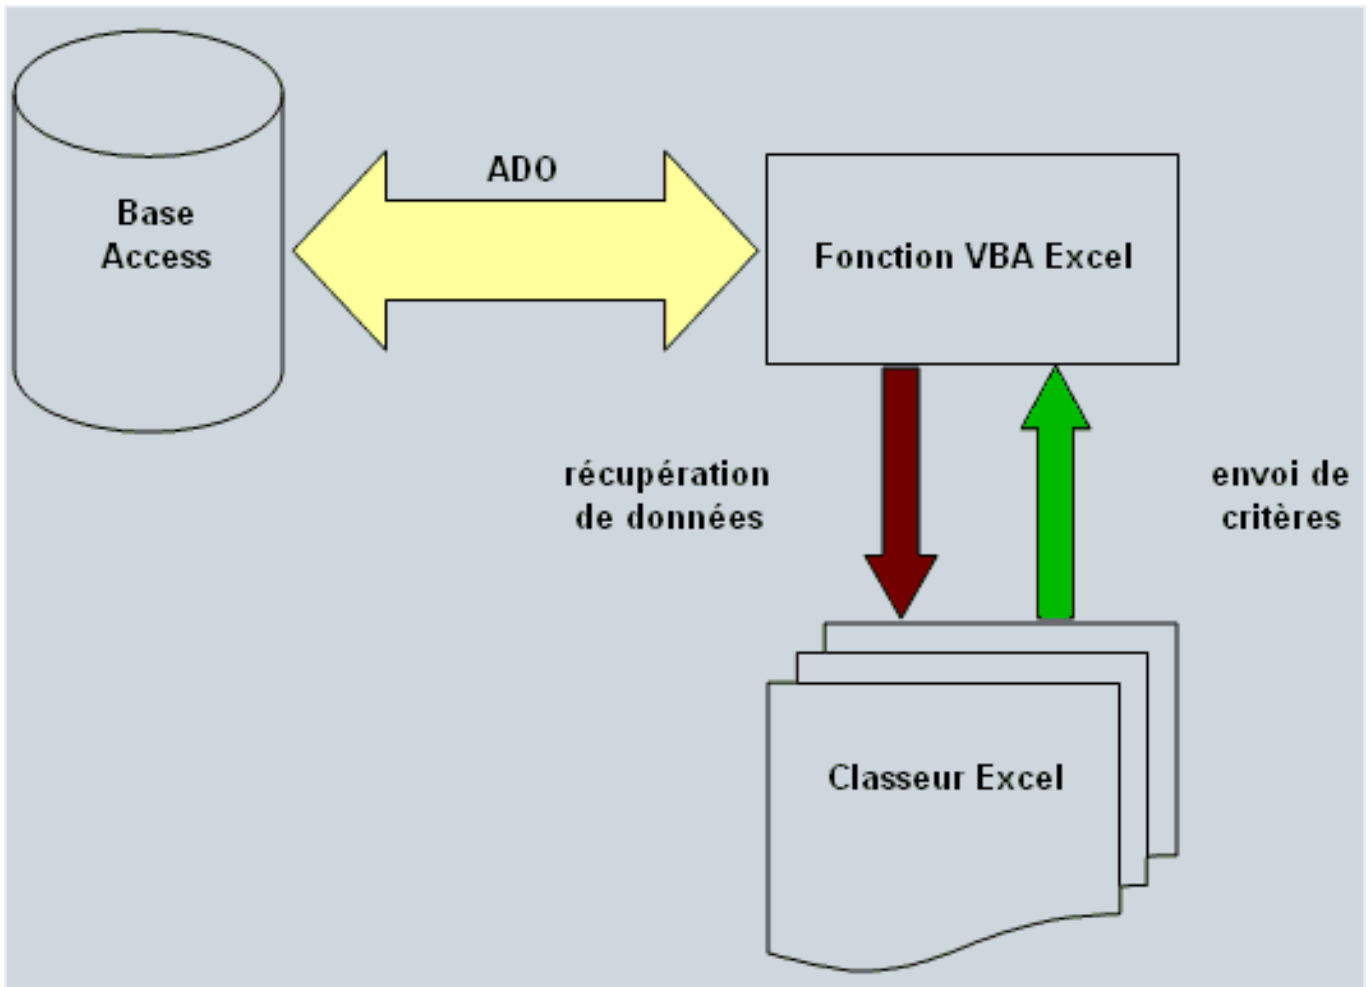 ADO
Base
Access
Fonction VBA Excel
récupération
de données
envoi de
critères
Classeur Excel